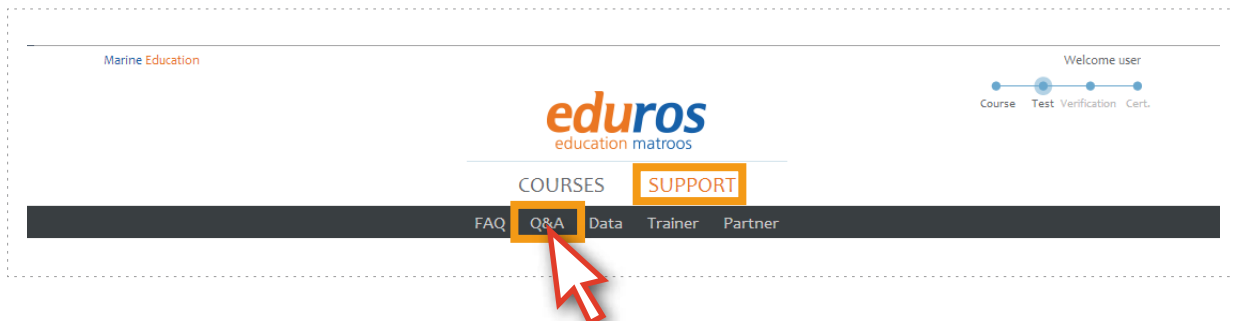 Marine Education
Welcome user
Course Test Verification Cert.
eduros
education matroos
COURSES SUPPORT
FAQ Q&A Data Trainer Partner